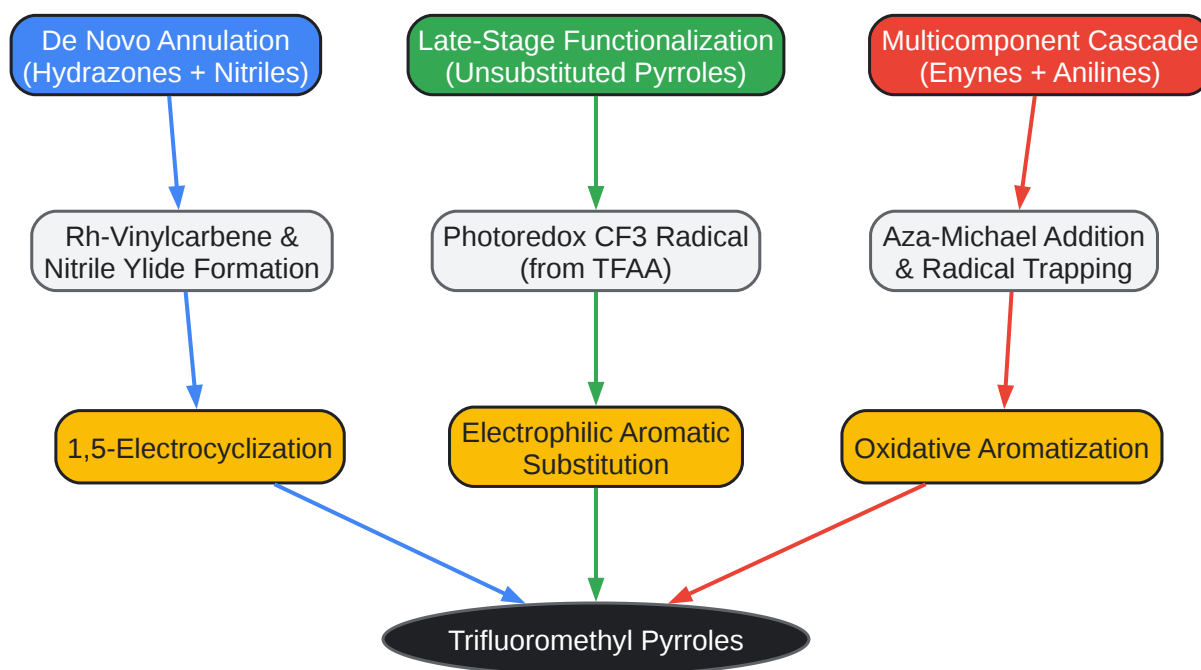 De Novo Annulation
(Hydrazones + Nitriles)
Late-Stage Functionalization
(Unsubstituted Pyrroles)
Multicomponent Cascade
(Enynes + Anilines)
Rh-Vinylcarbene &
Nitrile Ylide Formation
Photoredox CF3 Radical
(from TFAA)
Aza-Michael Addition
& Radical Trapping
1,5-Electrocyclization
Electrophilic Aromatic
Substitution
Oxidative Aromatization
Trifluoromethyl Pyrroles